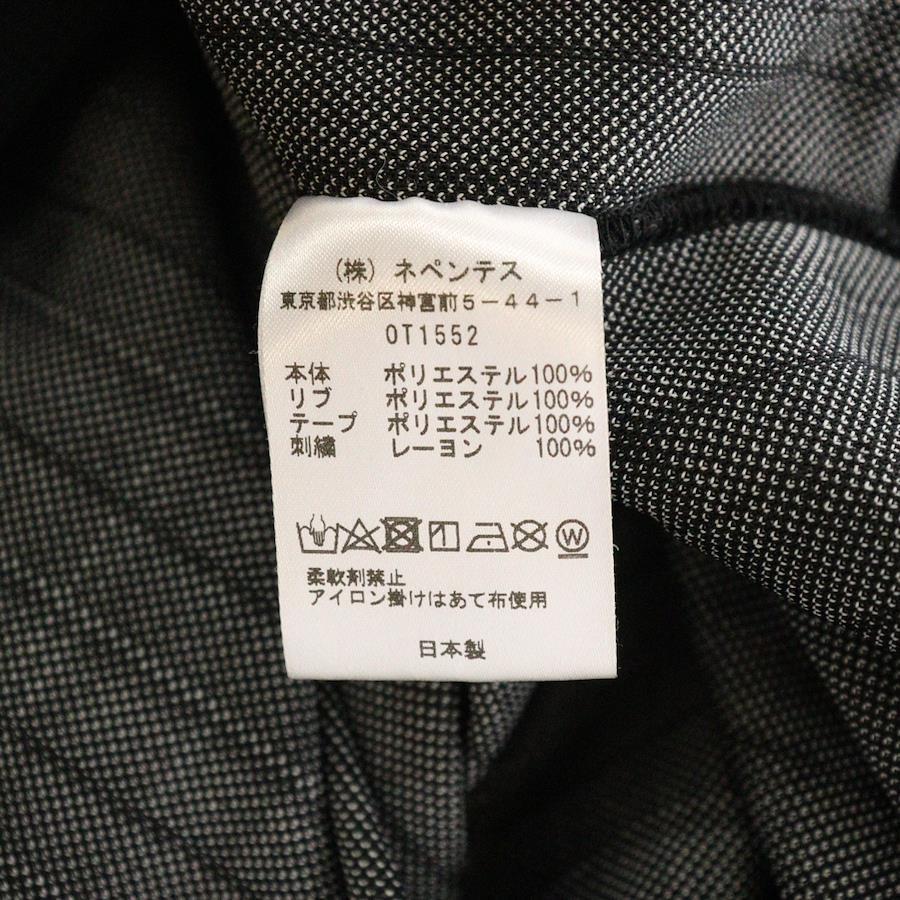 (株) ネペンテス
東京都渋谷区神宮前5-44-1
OT1552
本体 ポリエステル100%
リブ ポリエステル100%
テープ ポリエステル100%
刺繍 レーヨン 100%
W
柔軟剤禁止
アイロン掛けはあて布使用
日本製